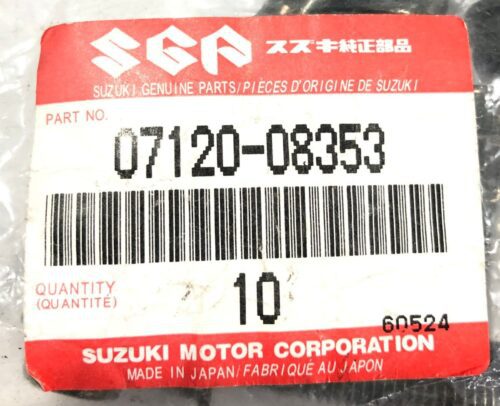 SGP スズキ純正部品
SUZUKI GENUINE PARTS/PIÈCES D'ORIGINE DE SUZUKI
PART NO.
07120-08353
QUANTITY
(QUANTITÉ)
10
60524
SUZUKI MOTOR CORPORATION
MADE IN JAPAN/FABRIQUÉ AU JAPON